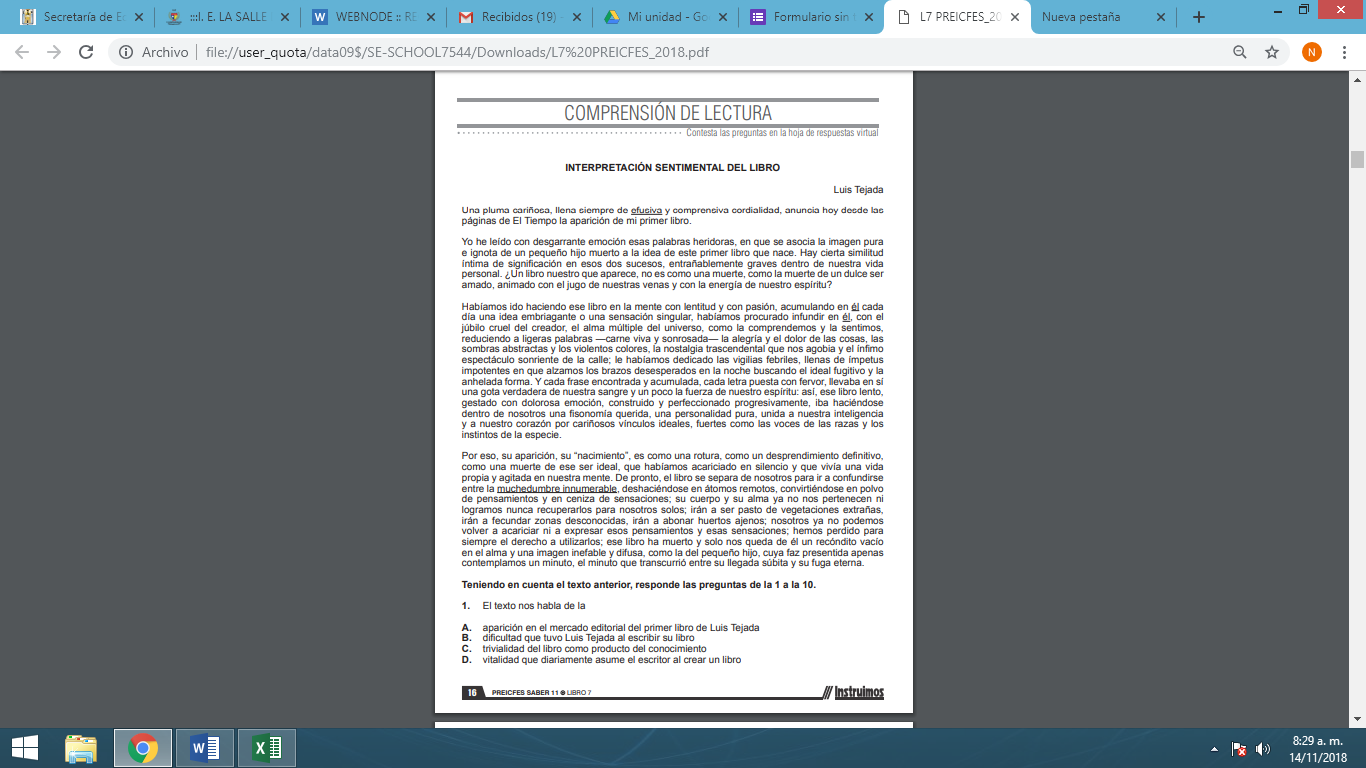 Secretaría de E
:::I. E. LA SALLE
WEBNODE :: RE
Recibidos (19) -
Mi unidad - Go
Formulario sin t
L7 PREICFES_20
Nueva pestaña
Archivo | file://user_quota/data09$/SE-SCHOOL7544/Downloads/L7%20PREICFES_2018.pdf
N
COMPRENSIÓN DE LECTURA
Contesta las preguntas en la hoja de respuestas virtual
INTERPRETACIÓN SENTIMENTAL DEL LIBRO
Luis Tejada
Una pluma cariñosa, llena siempre de efusiva y comprensiva cordialidad, anuncia hoy desde las
páginas de El Tiempo la aparición de mi primer libro.
Yo he leído con desgarrante emoción esas palabras heridoras, en que se asocia la imagen pura
e ignota de un pequeño hijo muerto a la idea de este primer libro que nace. Hay cierta similitud
íntima de significación en esos dos sucesos, entrañablemente graves dentro de nuestra vida
personal. ¿Un libro nuestro que aparece, no es como una muerte, como la muerte de un dulce ser
amado, animado con el jugo de nuestras venas y con la energía de nuestro espíritu?
Habíamos ido haciendo ese libro en la mente con lentitud y con pasión, acumulando en él cada
día una idea embriagante o una sensación singular, habíamos procurado infundir en él, con el
júbilo cruel del creador, el alma múltiple del universo, como la comprendemos y la sentimos,
reduciendo a ligeras palabras —carne viva y sonrosada— la alegría y el dolor de las cosas, las
sombras abstractas y los violentos colores, la nostalgia trascendental que nos agobia y el ínfimo
espectáculo sonriente de la calle; le habíamos dedicado las vigilias febriles, llenas de ímpetus
impotentes en que alzamos los brazos desesperados en la noche buscando el ideal fugitivo y la
anhelada forma. Y cada frase encontrada y acumulada, cada letra puesta con fervor, llevaba en sí
una gota verdadera de nuestra sangre y un poco la fuerza de nuestro espíritu: así, ese libro lento,
gestado con dolorosa emoción, construido y perfeccionado progresivamente, iba haciéndose
dentro de nosotros una fisonomía querida, una personalidad pura, unida a nuestra inteligencia
y a nuestro corazón por cariñosos vínculos ideales, fuertes como las voces de las razas y los
instintos de la especie.
Por eso, su aparición, su “nacimiento”, es como una rotura, como un desprendimiento definitivo,
como una muerte de ese ser ideal, que habíamos acariciado en silencio y que vivía una vida
propia y agitada en nuestra mente. De pronto, el libro se separa de nosotros para ir a confundirse
entre la muchedumbre innumerable, deshaciéndose en átomos remotos, convirtiéndose en polvo
de pensamientos y en ceniza de sensaciones; su cuerpo y su alma ya no nos pertenecen ni
logramos nunca recuperarlos para nosotros solos; irán a ser pasto de vegetaciones extrañas,
irán a fecundar zonas desconocidas, irán a abonar huertos ajenos; nosotros ya no podemos
volver a acariciar ni a expresar esos pensamientos y esas sensaciones; hemos perdido para
siempre el derecho a utilizarlos; ese libro ha muerto y solo nos queda de él un recóndito vacío
en el alma y una imagen inefable y difusa, como la del pequeño hijo, cuya faz presentida apenas
contemplamos un minuto, el minuto que transcurrió entre su llegada súbita y su fuga eterna.
Teniendo en cuenta el texto anterior, responde las preguntas de la 1 a la 10.
1. El texto nos habla de la
A. aparición en el mercado editorial del primer libro de Luis Tejada
B. dificultad que tuvo Luis Tejada al escribir su libro
C. trivialidad del libro como producto del conocimiento
D. vitalidad que diariamente asume el escritor al crear un libro
16 PREICFES SABER 11 LIBRO 7 Instruimos
8:29 a. m.
14/11/2018